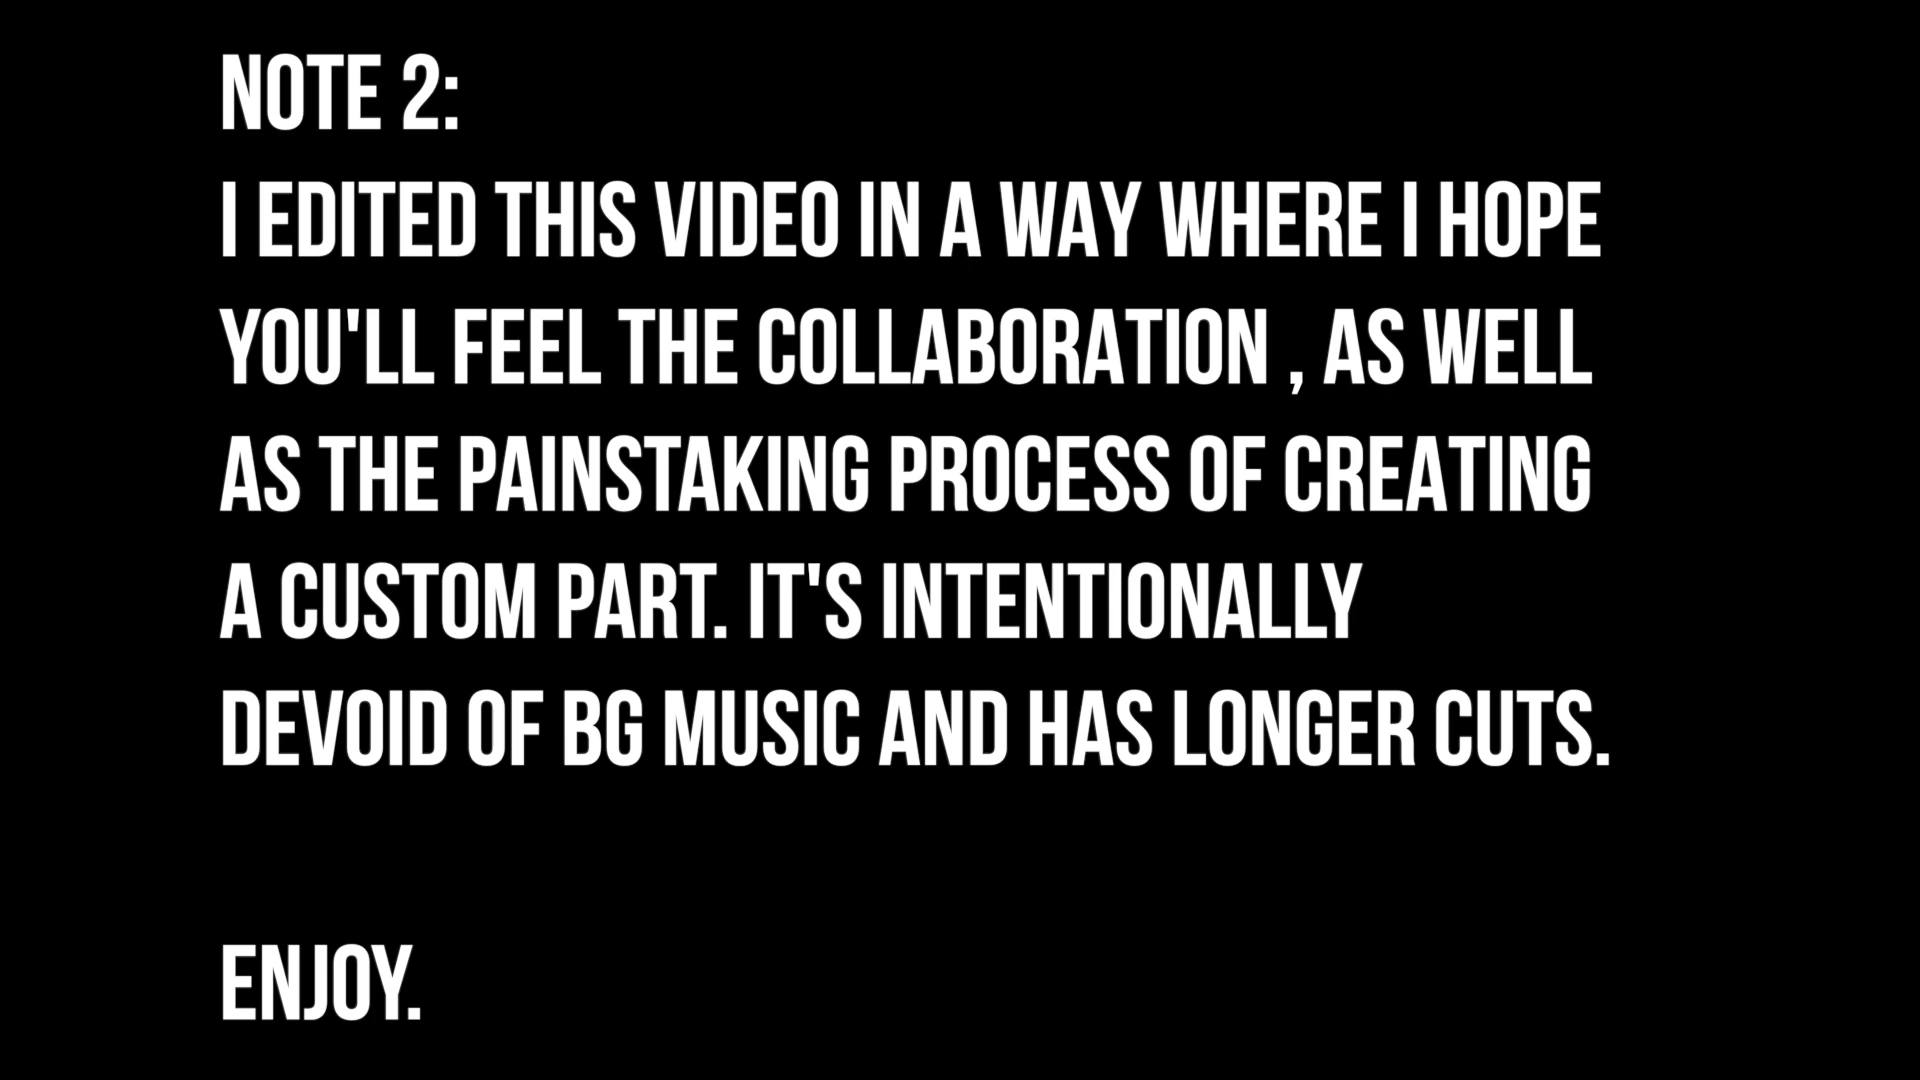 NOTE 2:
I EDITED THIS VIDEO IN A WAY WHERE I HOPE
YOU'LL FEEL THE COLLABORATION , AS WELL
AS THE PAINSTAKING PROCESS OF CREATING
A CUSTOM PART. IT'S INTENTIONALLY
DEVOID OF BG MUSIC AND HAS LONGER CUTS.
ENJOY.